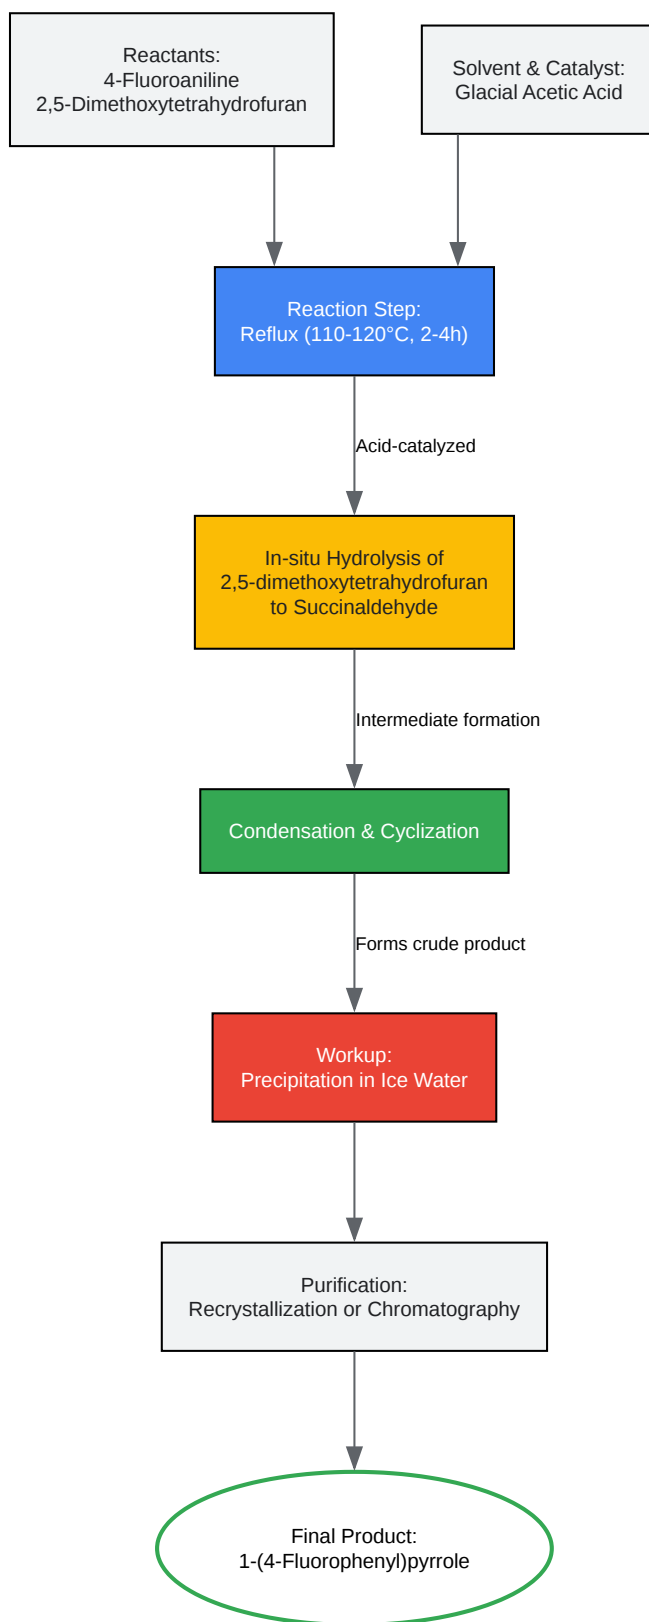 Reactants:
4-Fluoroaniline
2,5-Dimethoxytetrahydrofuran
Solvent & Catalyst:
Glacial Acetic Acid
Reaction Step:
Reflux (110-120°C, 2-4h)
Acid-catalyzed
In-situ Hydrolysis of
2,5-dimethoxytetrahydrofuran
to Succinaldehyde
Intermediate formation
Condensation & Cyclization
Forms crude product
Workup:
Precipitation in Ice Water
Purification:
Recrystallization or Chromatography
Final Product:
1-(4-Fluorophenyl)pyrrole